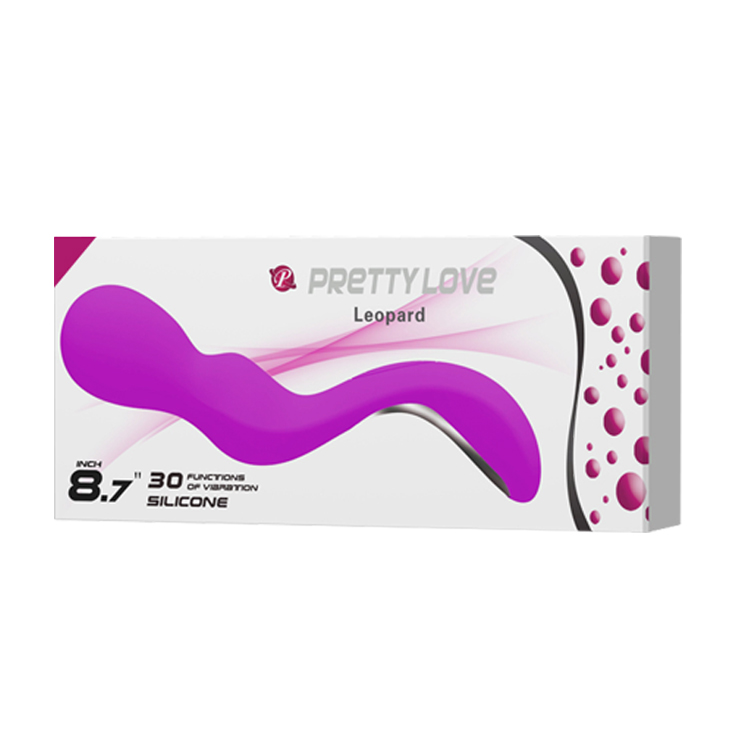 P PRETTY LOVE
Leopard
INCH
8.7" 30 FUNCTIONS
OF VIBRATION
SILICONE